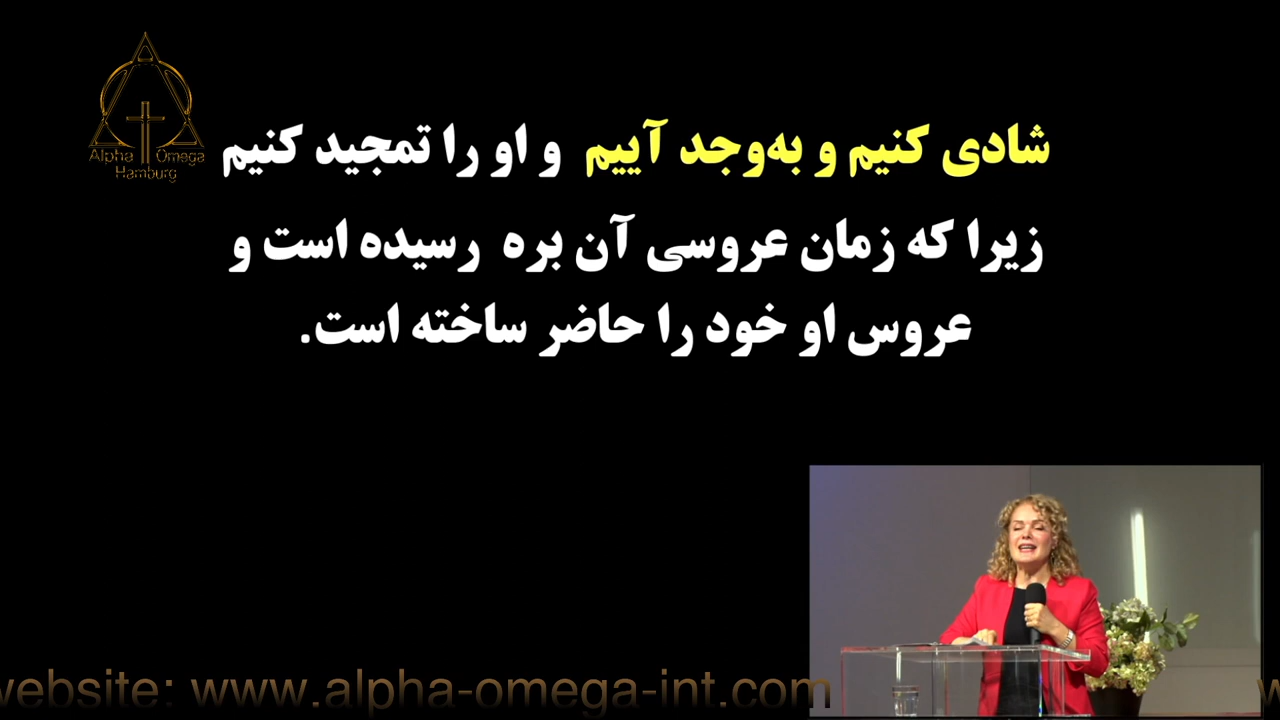 Alpha Omega
Hamburg
شادی کنیم و به‌وجد آییم و او را تمجید کنیم
زیرا که زمان عروسی آن بره رسیده است و
عروس او خود را حاضر ساخته است.
website: www.alpha-omega-int.com